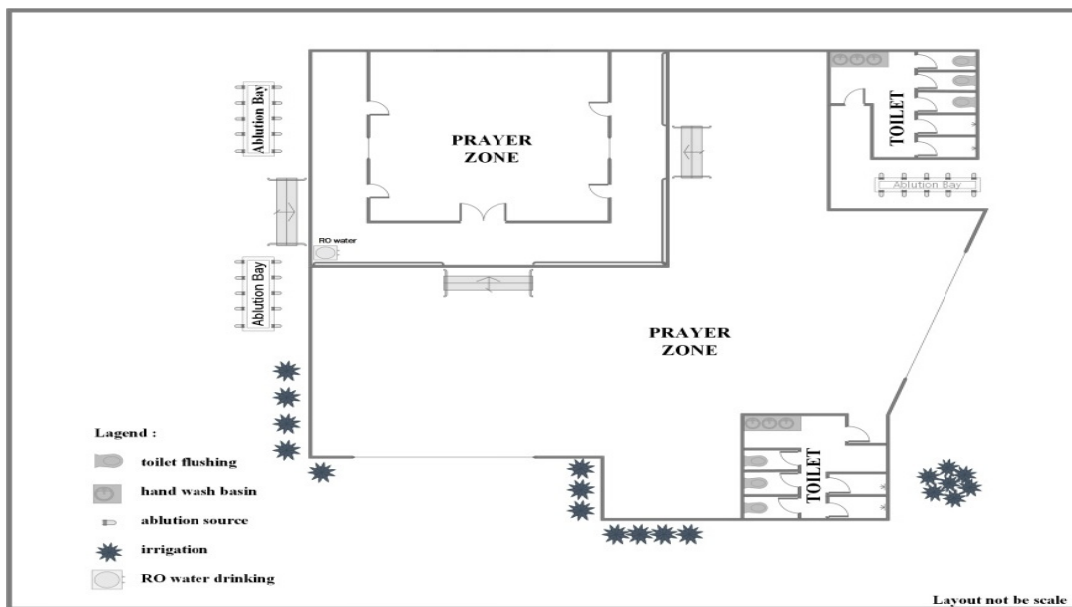 Ablution Bay
PRAYER
ZONE
TOILET
Ablution Bay
RO water
Ablution Bay
PRAYER
ZONE
TOILET
Lagend :
toilet flushing
hand wash basin
ablution source
irrigation
RO water drinking
Layout not be scale